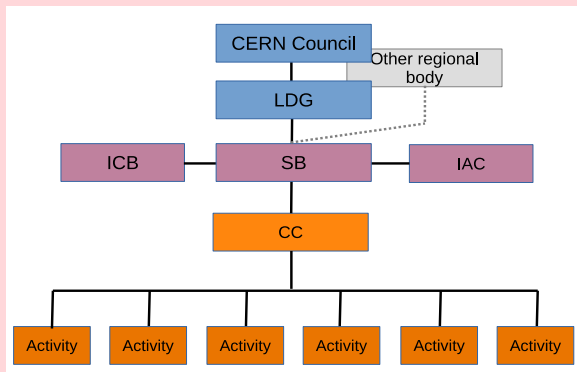 CERN Council
Other regional
body
LDG
ICB
SB
IAC
CC
Activity
Activity
Activity
Activity
Activity
Activity